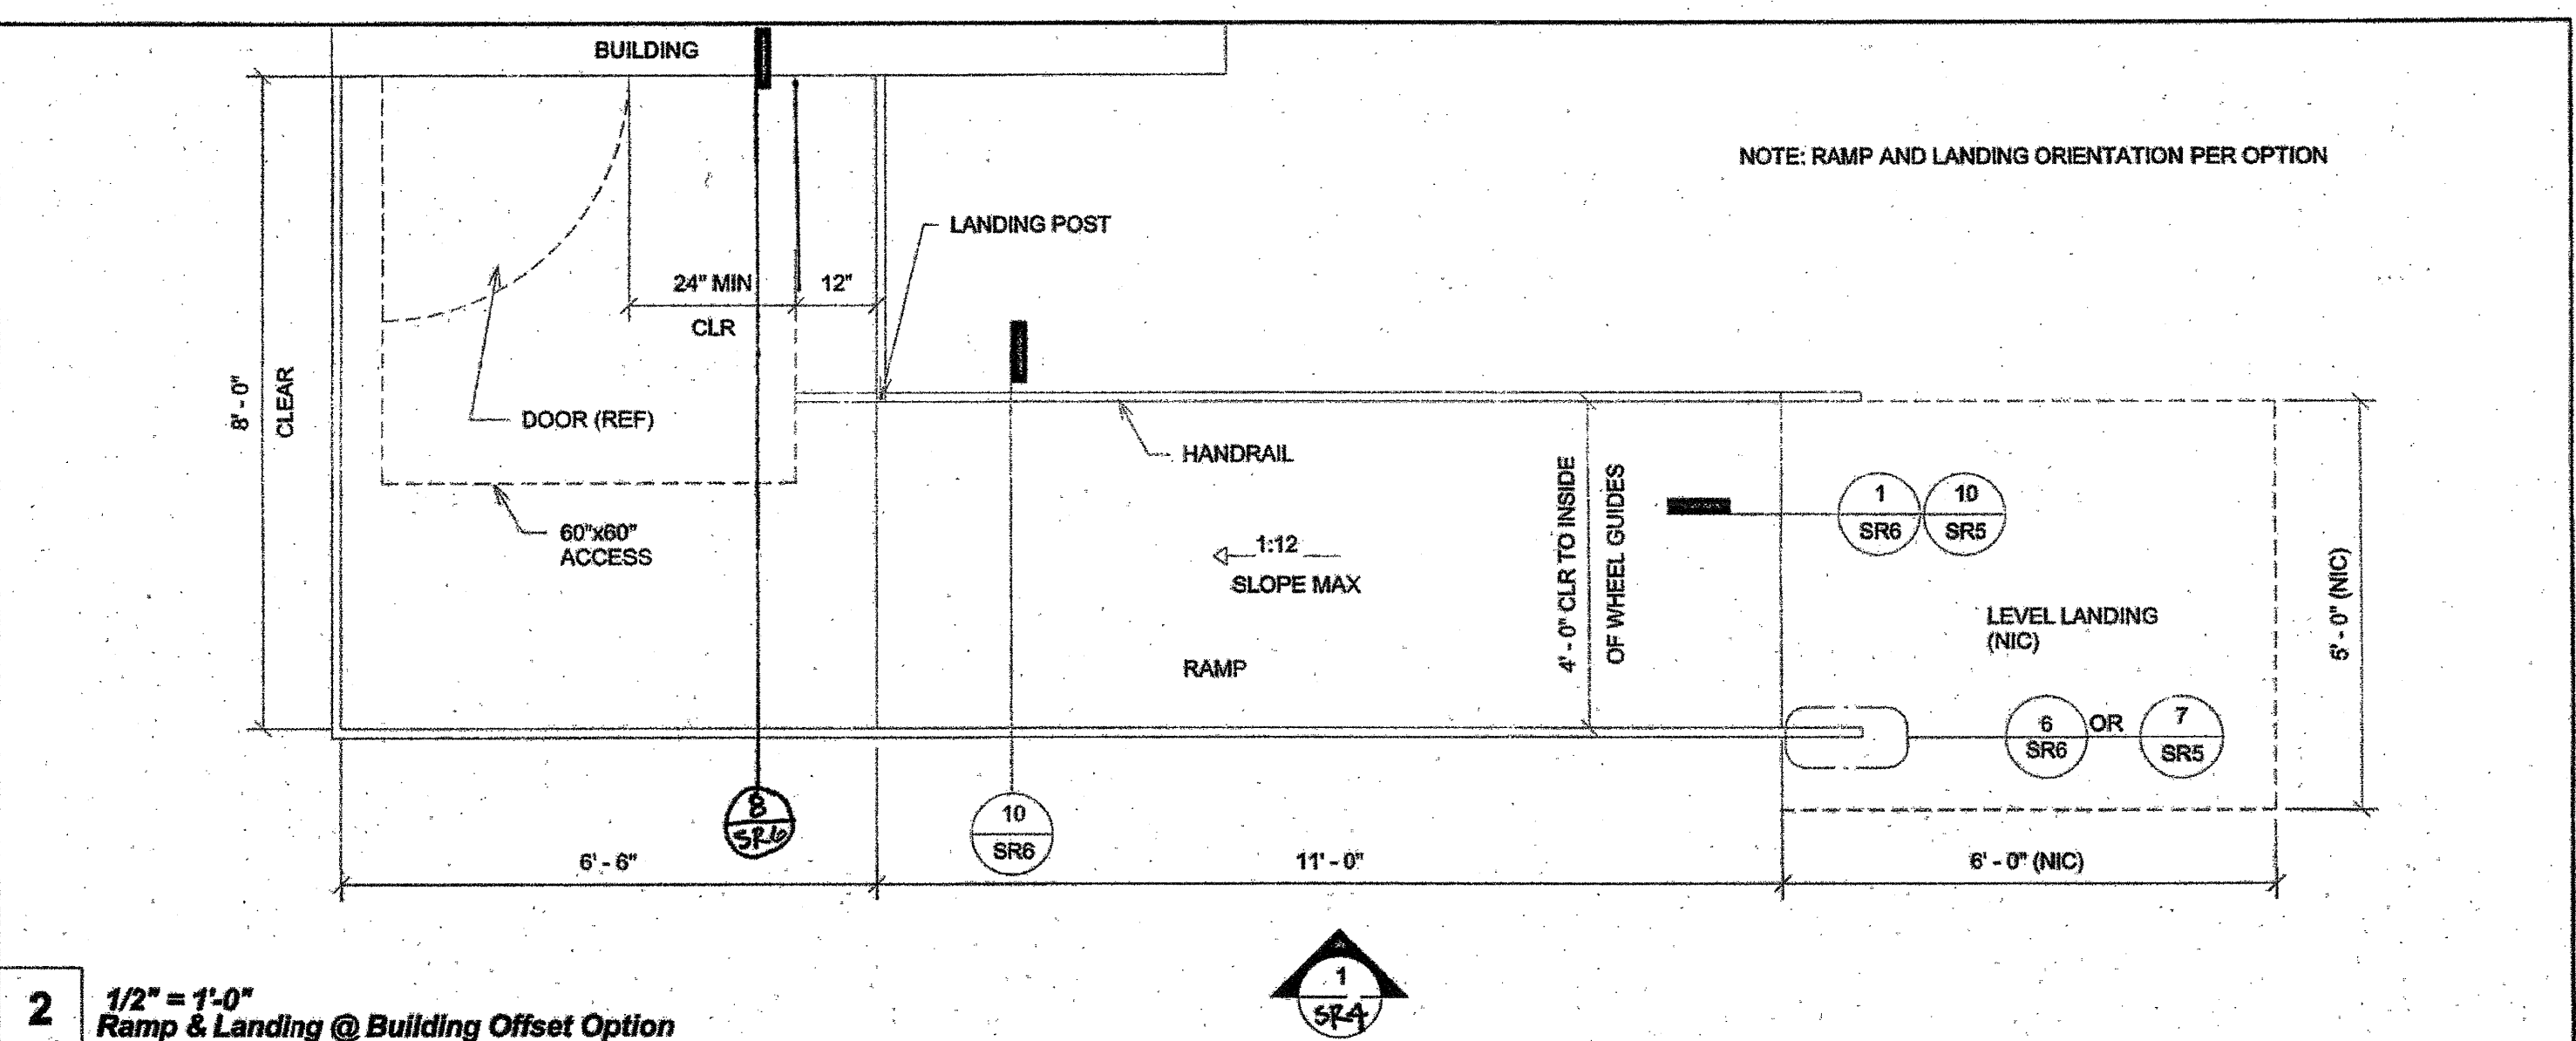 BUILDING
NOTE: RAMP AND LANDING ORIENTATION PER OPTION
LANDING POST
24" MIN
CLR
12"
8' - 0"
CLEAR
DOOR (REF)
HANDRAIL
60"x60"
ACCESS
1:12
SLOPE MAX
RAMP
4' - 0" CLR TO INSIDE
OF WHEEL GUIDES
1
SR6
10
SR5
LEVEL LANDING
(NIC)
5' - 0" (NIC)
6
SR6
OR
7
SR5
8
SR6
10
SR6
6' - 6"
11' - 0"
6' - 0" (NIC)
1
SR4
2
1/2" = 1'-0"
Ramp & Landing @ Building Offset Option